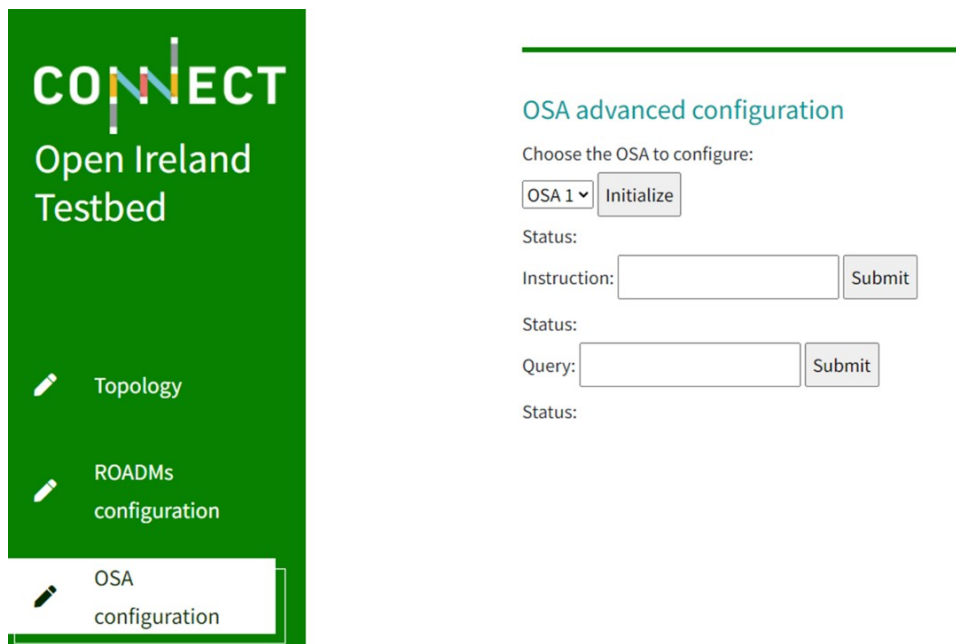 CONNECT
Open Ireland
Testbed
Topology
ROADMs
configuration
OSA
configuration
OSA advanced configuration
Choose the OSA to configure:
OSA 1 Initialize
Status:
Instruction: Submit
Status:
Query: Submit
Status: